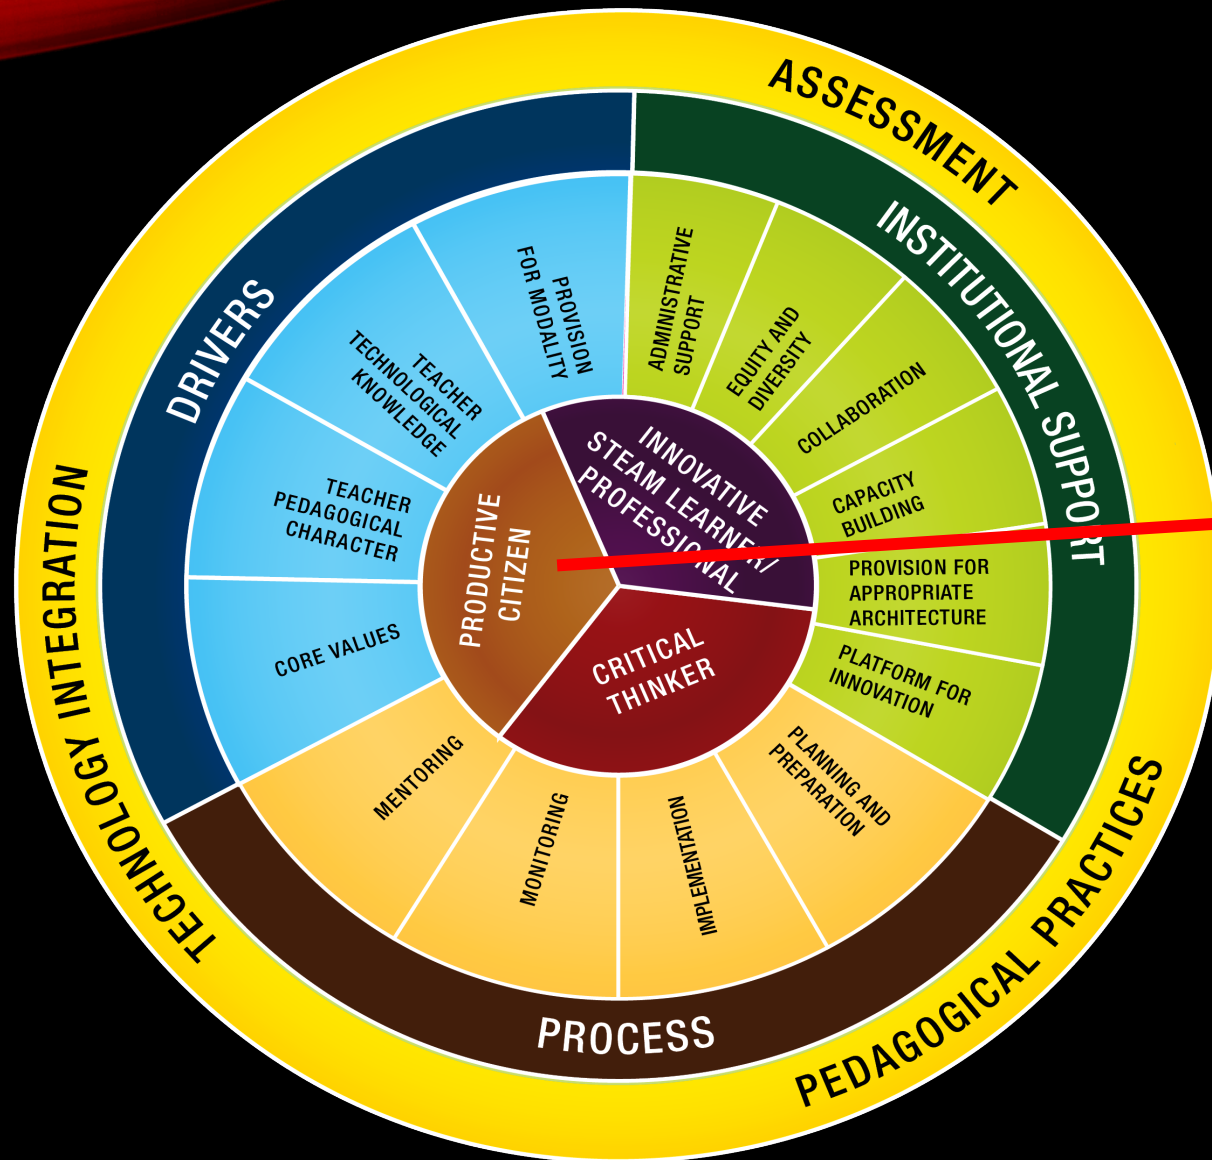 ASSESSMENT
INSTITUTIONAL SUPPORT
DRIVERS
PROVISION
FOR MODALITY
ADMINISTRATIVE
SUPPORT
EQUITY AND
DIVERSITY
TEACHER
TECHNOLOGICAL
KNOWLEDGE
COLLABORATION
TEACHER
PEDAGOGICAL
CHARACTER
CAPACITY
BUILDING
INNOVATIVE
STEAM LEARNER/
PROFESSIONAL
PRODUCTIVE
CITIZEN
PROVISION FOR
APPROPRIATE
ARCHITECTURE
CORE VALUES
CRITICAL
THINKER
PLATFORM FOR
INNOVATION
MENTORING
MONITORING
IMPLEMENTATION
PLANNING AND
PREPARATION
PROCESS
TECHNOLOGY INTEGRATION
PEDAGOGICAL PRACTICES